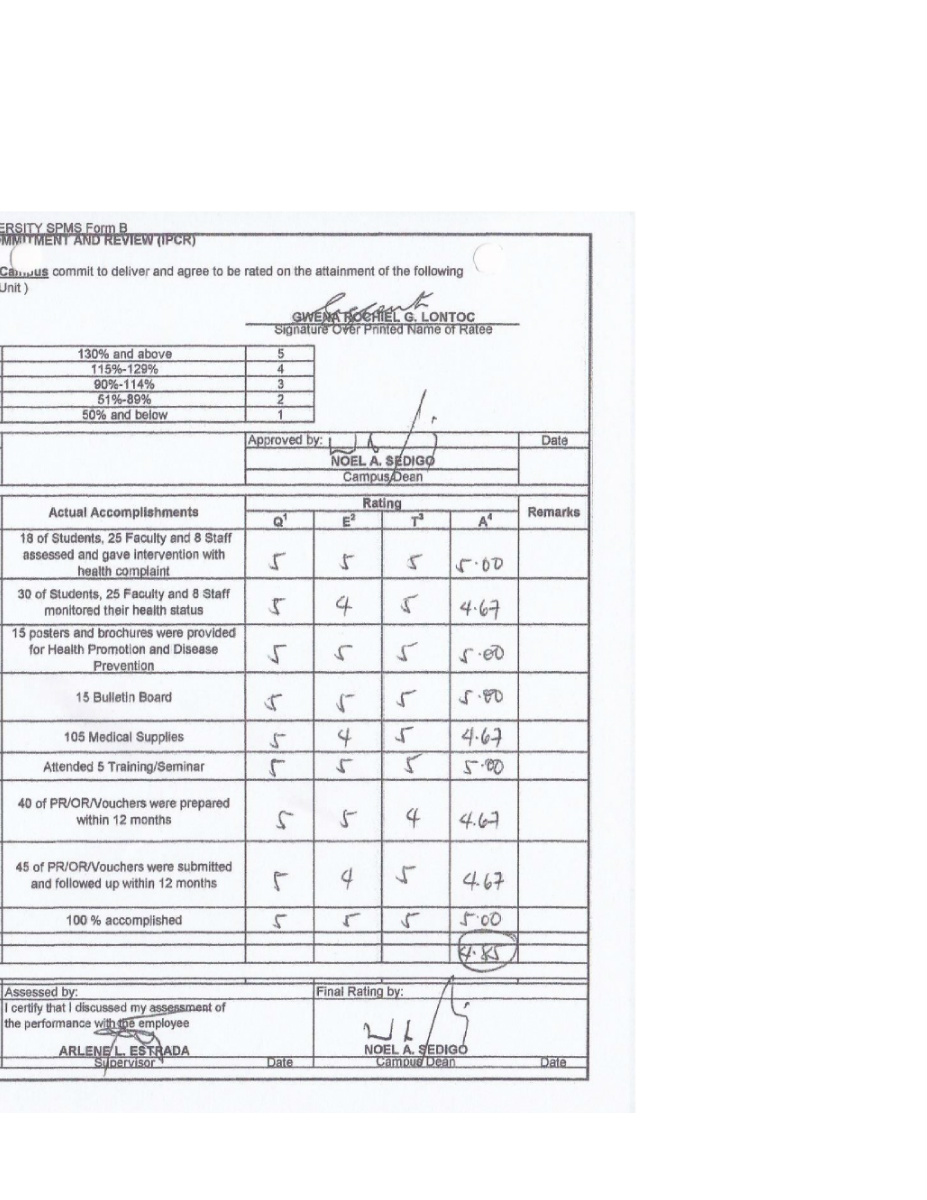 ERSITY SPMS Form B
MMITMENT AND REVIEW (IPCR)
Campus commit to deliver and agree to be rated on the attainment of the following
Unit )
GWENA ROCHIEL G. LONTOC
Signature Over Printed Name of Ratee
130% and above 5
115%-129% 4
90%-114% 3
51%-89% 2
50% and below 1
Approved by: Date
NOEL A. SEDIGO
Campus Dean
Actual Accomplishments Rating Remarks
Q1 E2 T3 A4
18 of Students, 25 Faculty and 8 Staff
assessed and gave intervention with
health complaint
5 5 5 5.00
30 of Students, 25 Faculty and 8 Staff
monitored their health status
5 4 5 4.67
15 posters and brochures were provided
for Health Promotion and Disease
Prevention
5 5 5 5.00
15 Bulletin Board 5 5 5 5.00
105 Medical Supplies 5 4 5 4.67
Attended 5 Training/Seminar 5 5 5 5.00
40 of PR/OR/Vouchers were prepared
within 12 months
5 5 4 4.67
45 of PR/OR/Vouchers were submitted
and followed up within 12 months
5 4 5 4.67
100 % accomplished 5 5 5 5.00
4.85
Assessed by: Final Rating by:
I certify that I discussed my assessment of
the performance with the employee
ARLENE L. ESTRADA NOEL A. SEDIGO
Supervisor Date Campus Dean Date